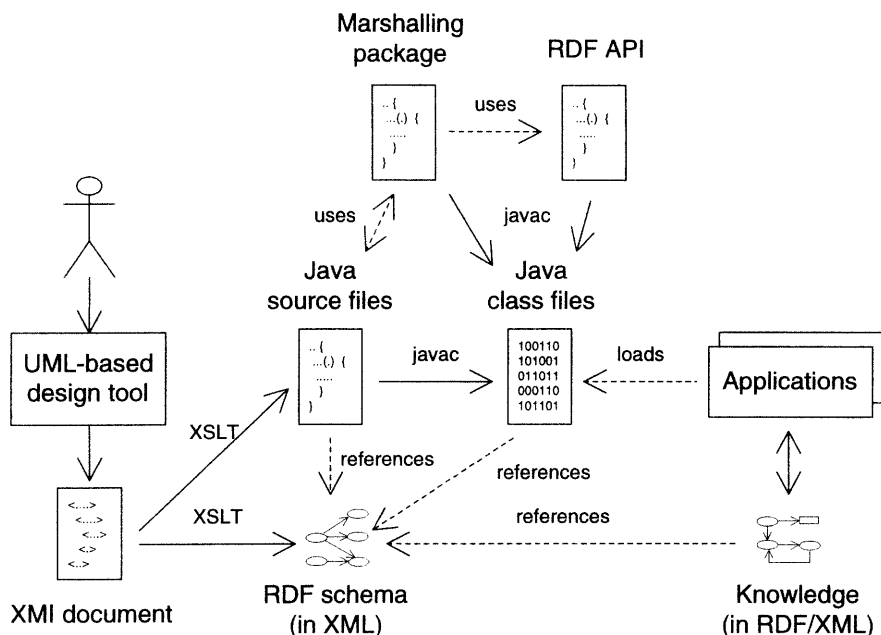 Marshalling
package
RDF API
.. {
...(.) {
.....
}
}
uses
.. {
...(.) {
.....
}
}
uses
javac
Java
source files
Java
class files
UML-based
design tool
.. {
...(.) {
.....
}
}
javac
100110
101001
011011
000110
101101
loads
Applications
XSLT
references
references
<....>
<....>
<...>
<.>
<...>
XSLT
references
XMI document
RDF schema
(in XML)
Knowledge
(in RDF/XML)